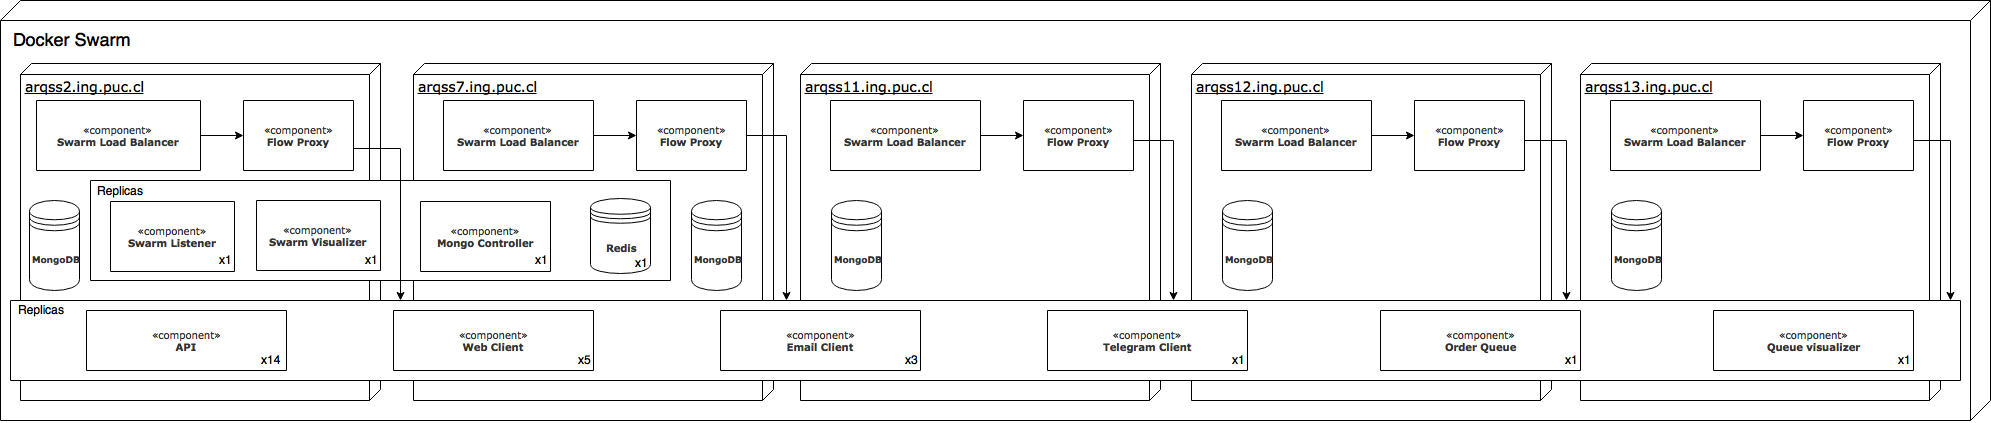 Docker Swarm
arqss2.ing.puc.cl
«component»
Swarm Load Balancer
«component»
Flow Proxy
arqss7.ing.puc.cl
«component»
Swarm Load Balancer
«component»
Flow Proxy
arqss11.ing.puc.cl
«component»
Swarm Load Balancer
«component»
Flow Proxy
arqss12.ing.puc.cl
«component»
Swarm Load Balancer
«component»
Flow Proxy
arqss13.ing.puc.cl
«component»
Swarm Load Balancer
«component»
Flow Proxy
MongoDB
Replicas
«component»
Swarm Listener
x1
«component»
Swarm Visualizer
x1
«component»
Mongo Controller
x1
Redis
x1
MongoDB
MongoDB
MongoDB
MongoDB
Replicas
«component»
API
x14
«component»
Web Client
x5
«component»
Email Client
x3
«component»
Telegram Client
x1
«component»
Order Queue
x1
«component»
Queue visualizer
x1